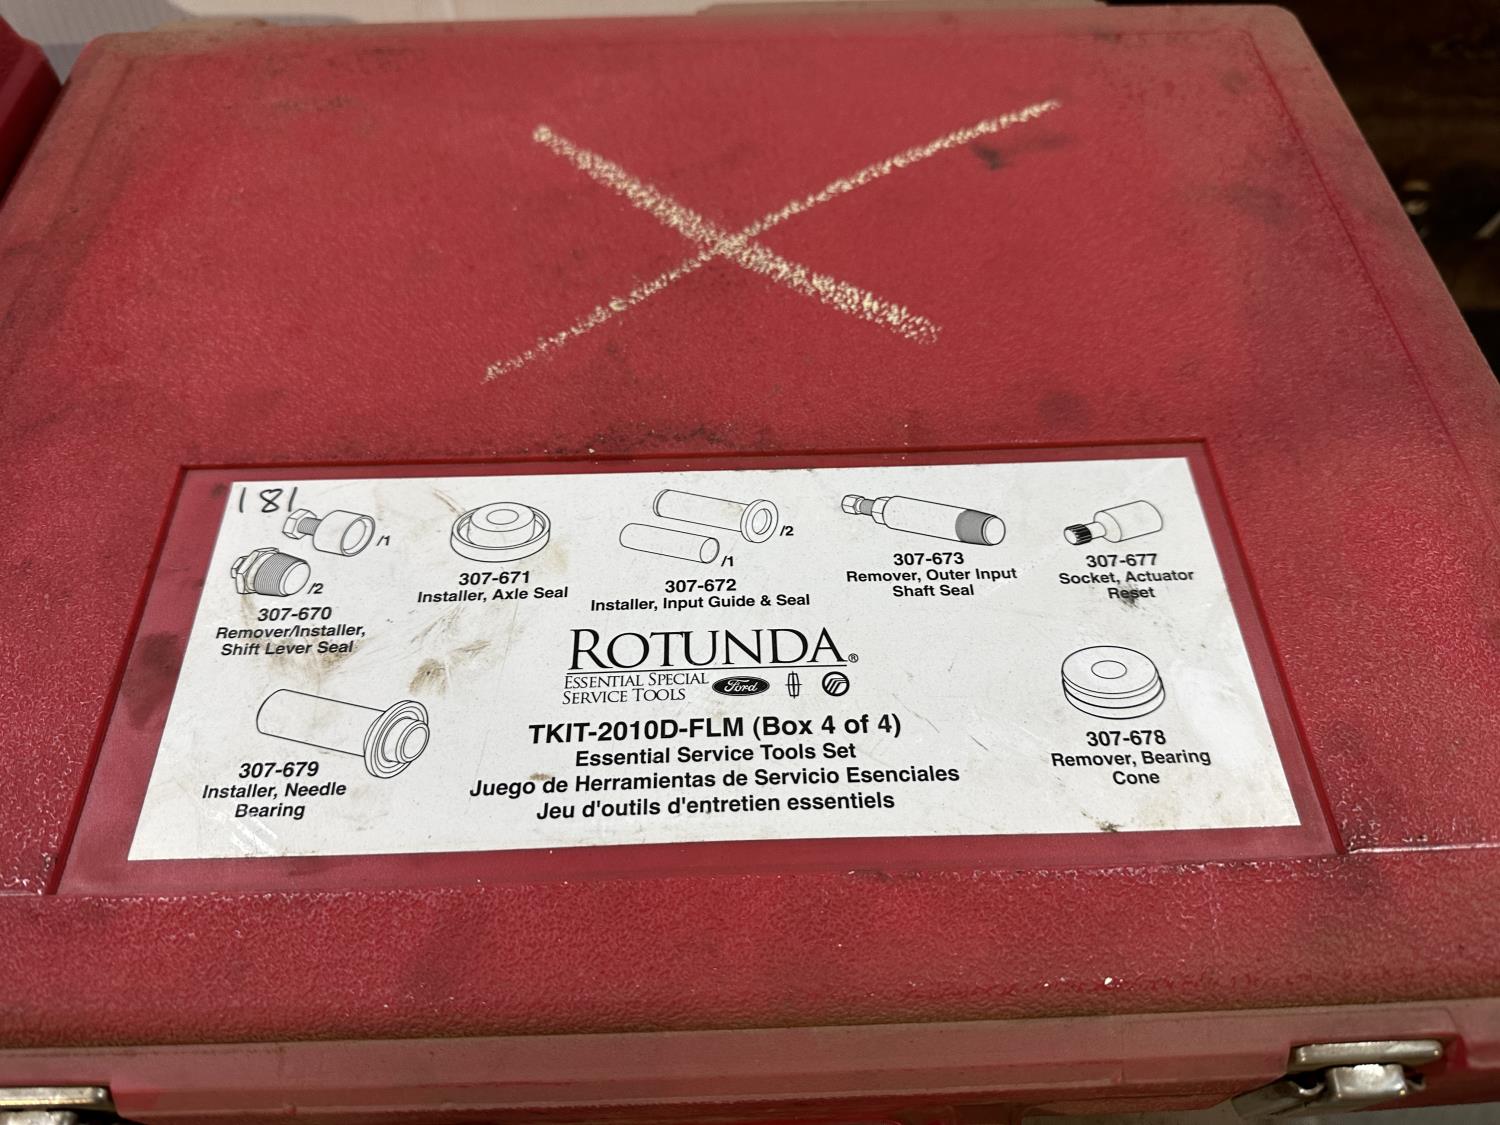 181
/1
/2
307-670
Remover/Installer,
Shift Lever Seal
307-671
Installer, Axle Seal
/2
/1
307-672
Installer, Input Guide & Seal
307-673
Remover, Outer Input
Shaft Seal
307-677
Socket, Actuator
Reset
ROTUNDA®
ESSENTIAL SPECIAL
SERVICE TOOLS
Ford
TKIT-2010D-FLM (Box 4 of 4)
Essential Service Tools Set
Juego de Herramientas de Servicio Esenciales
Jeu d'outils d'entretien essentiels
307-679
Installer, Needle
Bearing
307-678
Remover, Bearing
Cone